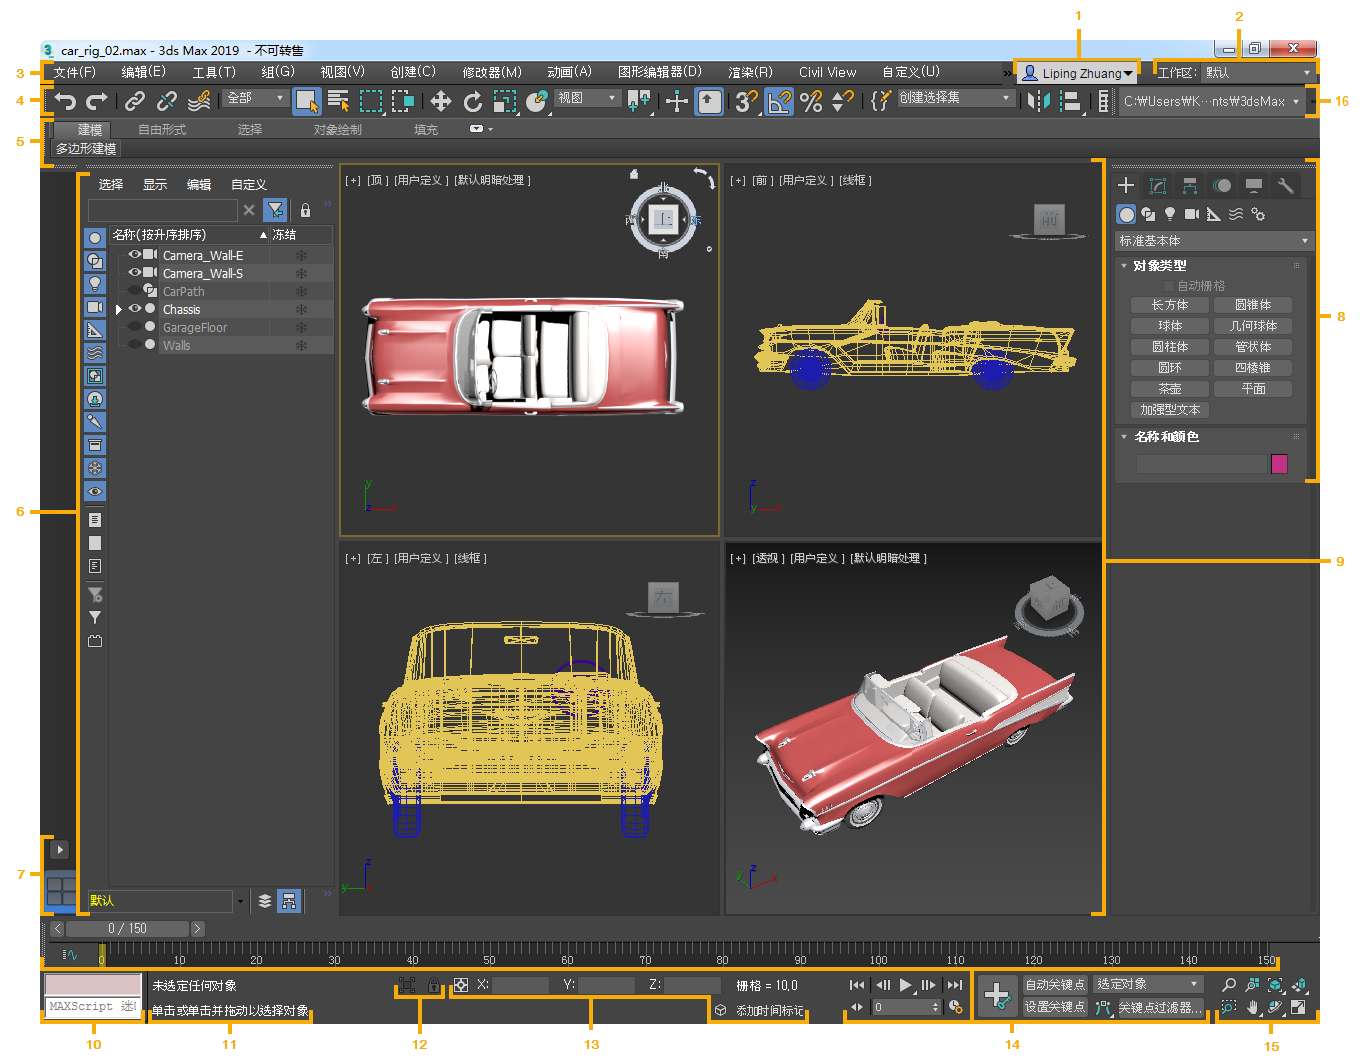 1
2
3 car_rig_02.max - 3ds Max 2019 - 不可转售
3 文件(F) 编辑(E) 工具(T) 组(G) 视图(V) 创建(C) 修改器(M) 动画(A) 图形编辑器(D) 渲染(R) Civil View 自定义(U) » Liping Zhuang 工作区: 默认
4 全部 视图 3 创建选择集 C:₩Users₩K⋯nts₩3dsMax 16
建模 自由形式 选择 对象绘制 填充
5 多边形建模
选择 显示 编辑 自定义
名称(按升序排序) 冻结
Camera_Wall-E
Camera_Wall-S
CarPath
Chassis
GarageFloor
Walls
6
7
默认
[+] [顶] [用户定义] [默认明暗处理]
北
西 上 东
南
y
z x
[+] [前] [用户定义] [线框]
前
z
y x
[+] [左] [用户定义] [线框]
左
z
y x
[+] [透视] [用户定义] [默认明暗处理]
z
y x
标准基本体
对象类型
自动栅格
长方体 圆锥体
球体 几何球体
圆柱体 管状体
圆环 四棱锥
茶壶 平面
加强型文本
名称和颜色
8
9
< 0 / 150 >
0 10 20 30 40 50 60 70 80 90 100 110 120 130 140 150
未选定任何对象 X: Y: Z: 栅格 = 10,0 自动关键点 选定对象
MAXScript 迷 单击或单击并拖动以选择对象 添加时间标记 0 设置关键点 关键点过滤器...
10 11 12 13 14 15